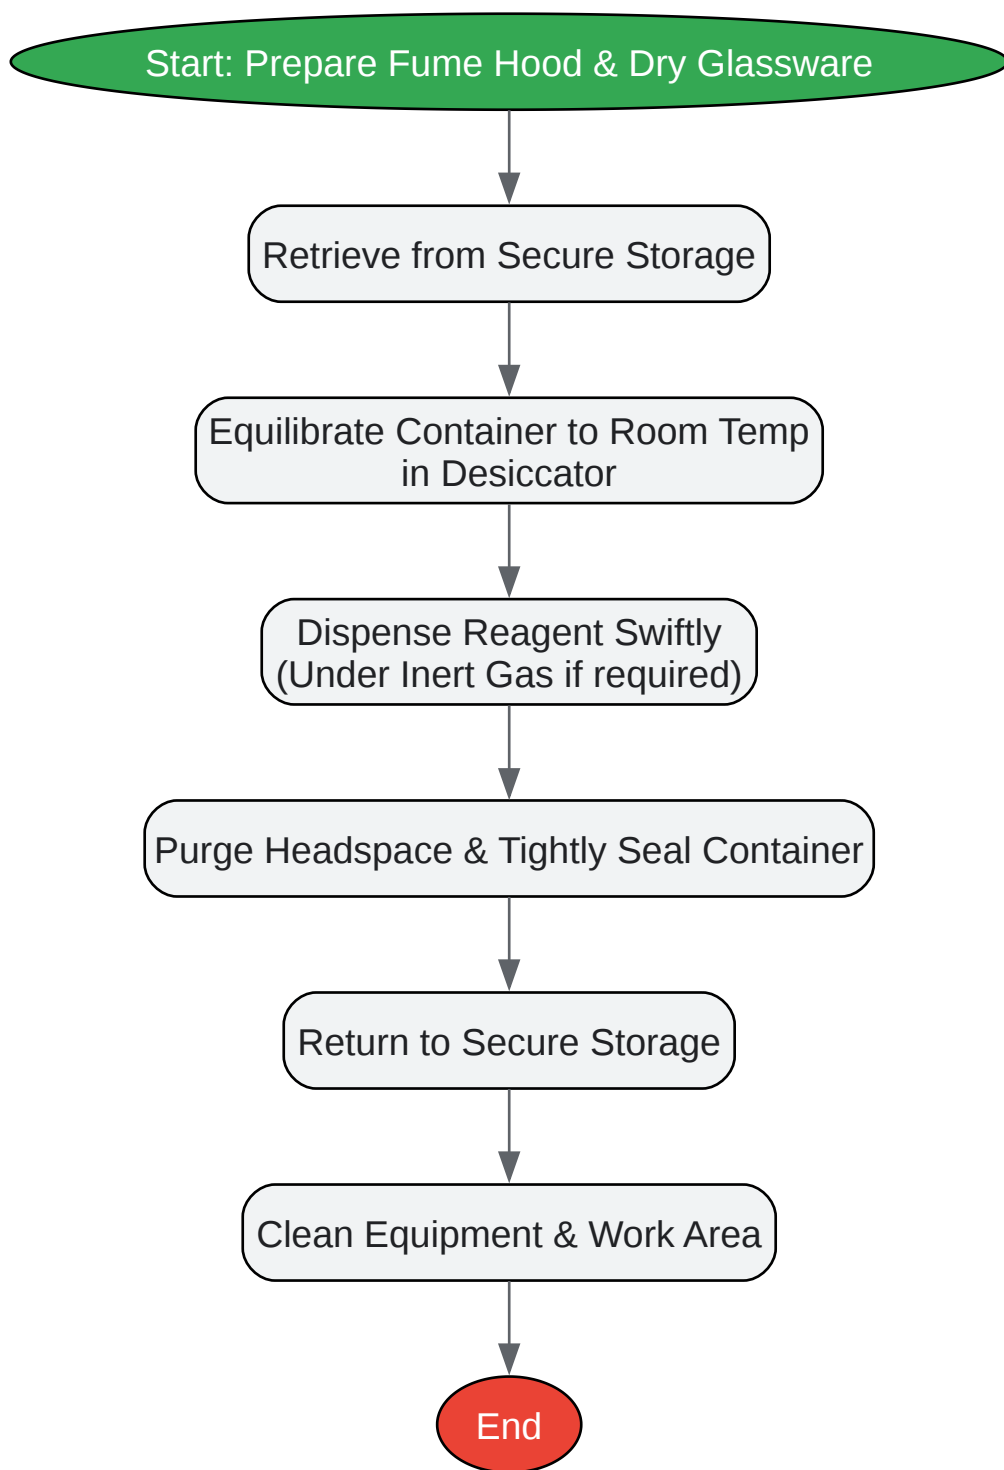 Start: Prepare Fume Hood & Dry Glassware
Retrieve from Secure Storage
Equilibrate Container to Room Temp
in Desiccator
Dispense Reagent Swiftly
(Under Inert Gas if required)
Purge Headspace & Tightly Seal Container
Return to Secure Storage
Clean Equipment & Work Area
End